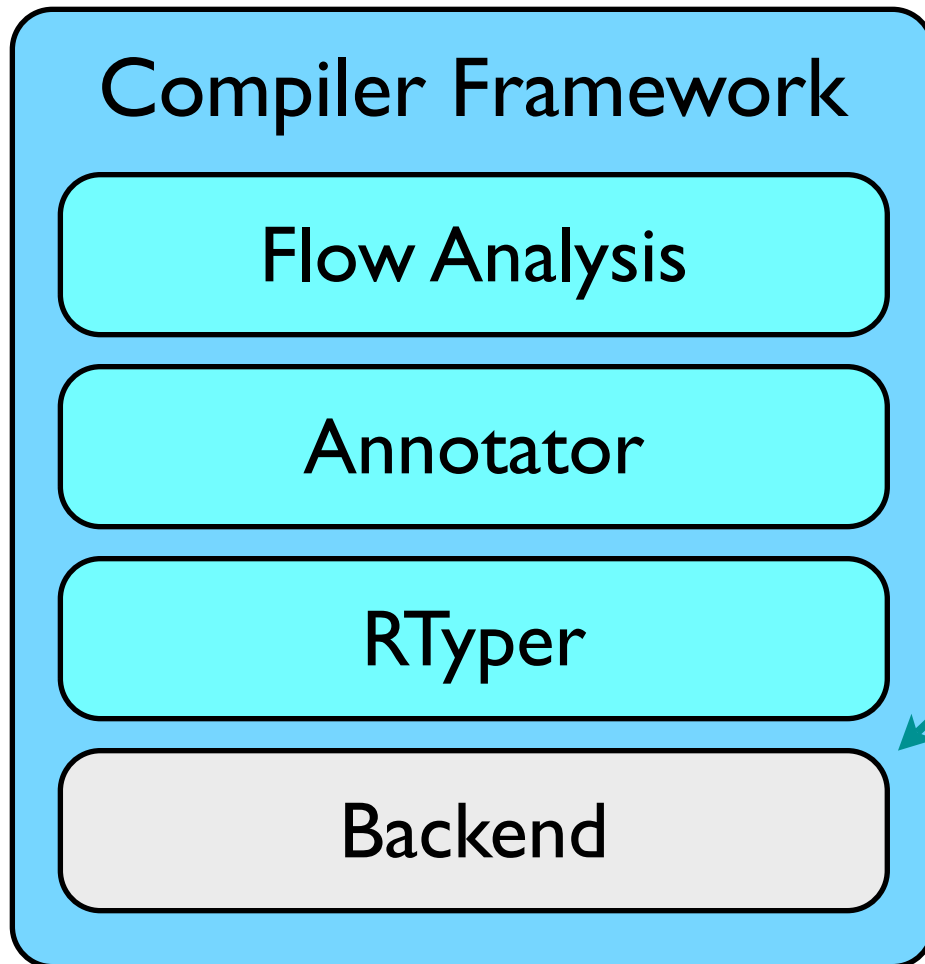 Compiler Framework
Flow Analysis
Annotator
RTyper
Backend